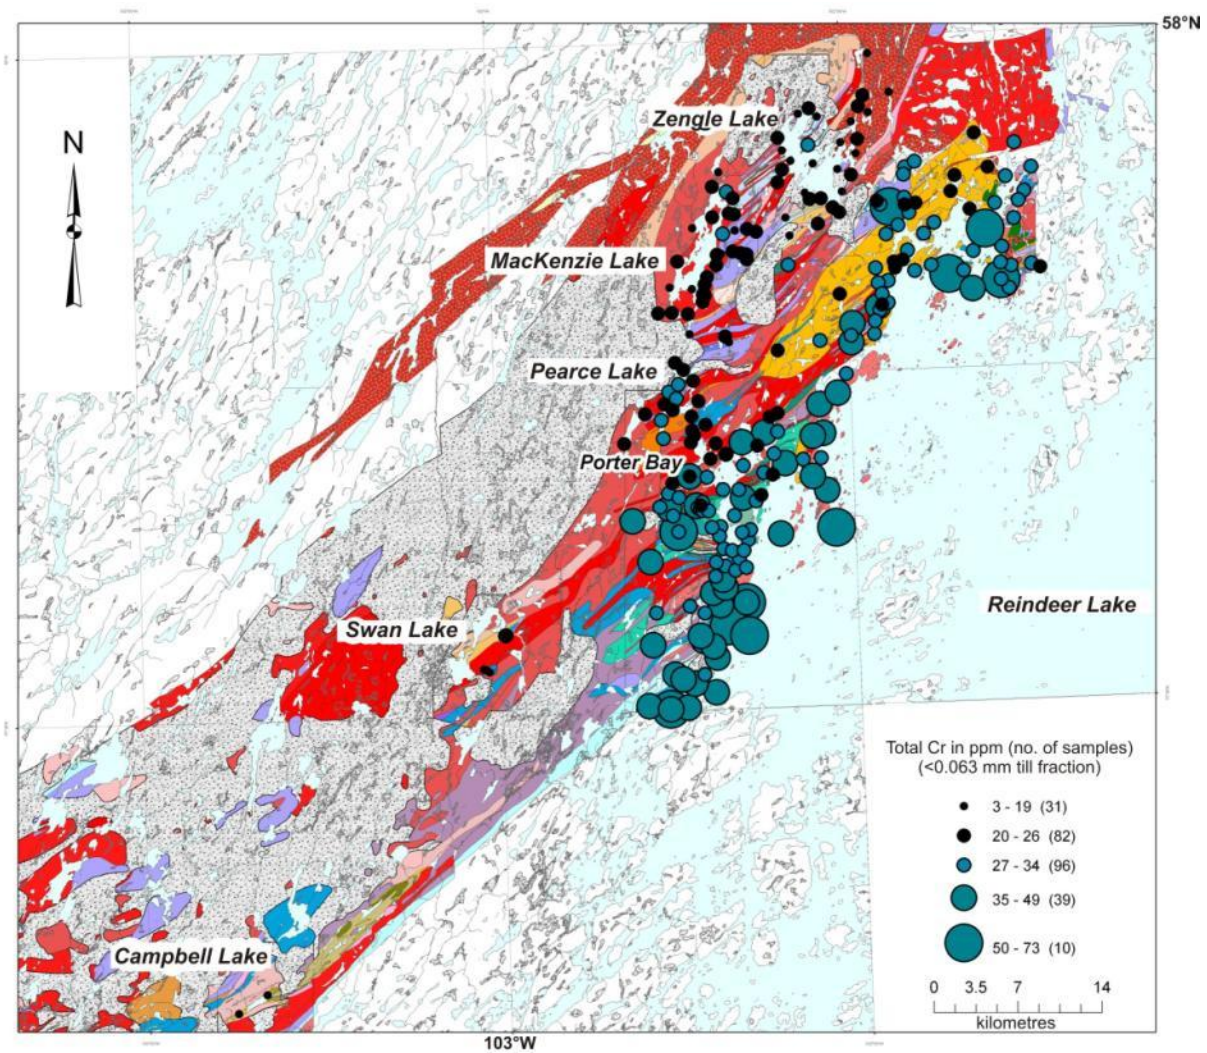 58°N
Zengle Lake
N
MacKenzie Lake
Pearce Lake
Porter Bay
Reindeer Lake
Swan Lake
Total Cr in ppm (no. of samples)
(<0.063 mm till fraction)
3 - 19 (31)
20 - 26 (82)
27 - 34 (96)
35 - 49 (39)
50 - 73 (10)
Campbell Lake
0 3.5 7 14
kilometres
103°W